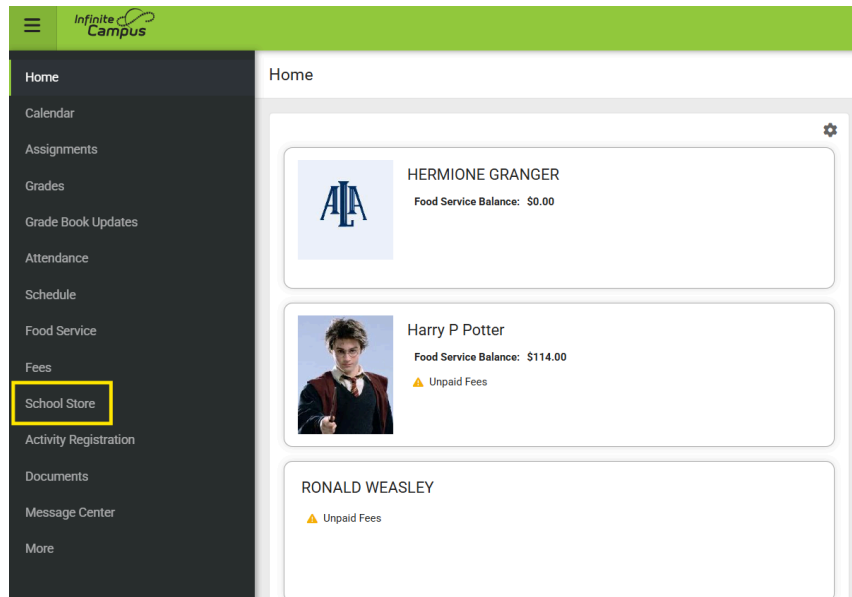 Infinite
Campus
Home
Calendar
Assignments
Grades
Grade Book Updates
Attendance
Schedule
Food Service
Fees
School Store
Activity Registration
Documents
Message Center
More
Home
ALA
HERMIONE GRANGER
Food Service Balance: $0.00
Harry P Potter
Food Service Balance: $114.00
Unpaid Fees
RONALD WEASLEY
Unpaid Fees